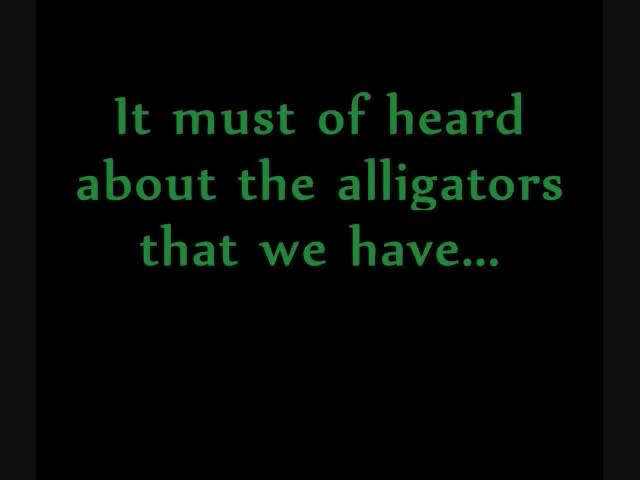 It must of heard
about the alligators
that we have...